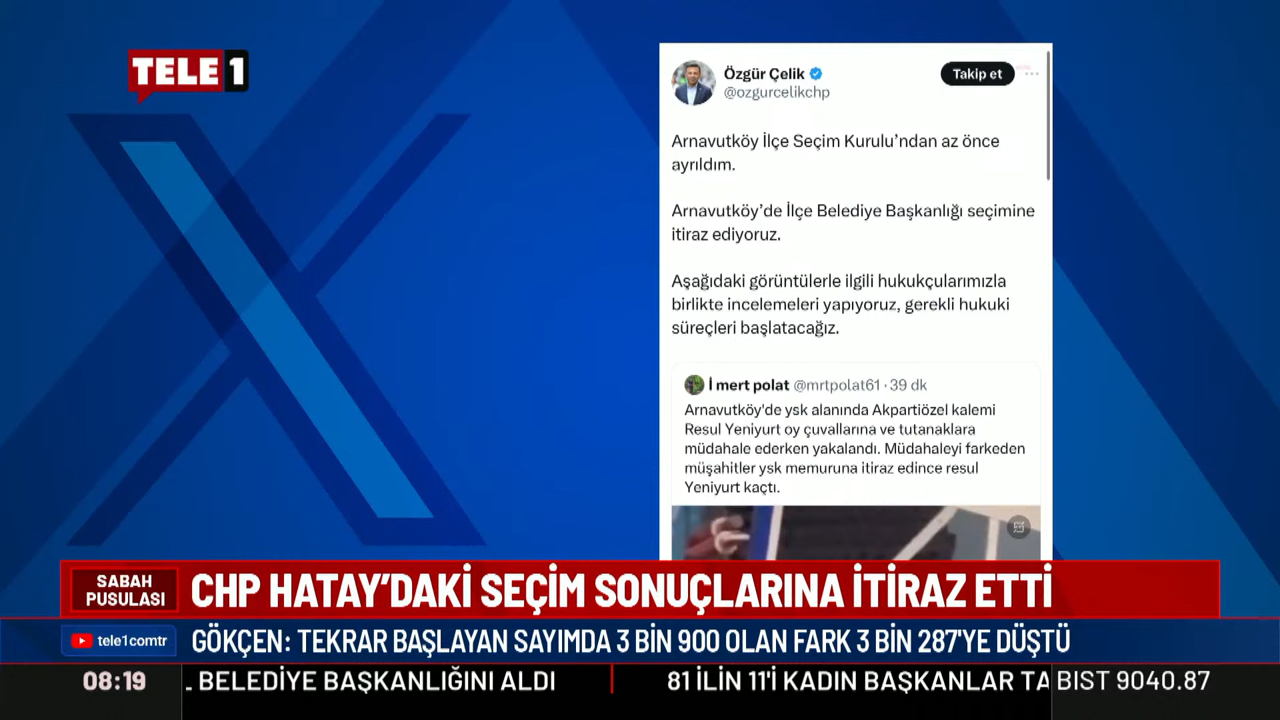 TELE 1
Özgür Çelik
Takip et
@ozgurcelikchp
Arnavutköy İlçe Seçim Kurulu’ndan az önce
ayrıldım.
Arnavutköy’de İlçe Belediye Başkanlığı seçimine
itiraz ediyoruz.
Aşağıdaki görüntülerle ilgili hukukçularımızla
birlikte incelemeleri yapıyoruz, gerekli hukuki
süreçleri başlatacağız.
İ mert polat @mrtpolat61 · 39 dk
Arnavutköy'de ysk alanında Akpartiözel kalemi
Resul Yeniyurt oy çuvallarına ve tutanaklara
müdahale ederken yakalandı. Müdahaleyi farkeden
müşahitler ysk memuruna itiraz edince resul
Yeniyurt kaçtı.
SABAH
PUSULASI
CHP HATAY’DAKİ SEÇİM SONUÇLARINA İTİRAZ ETTİ
tele1comtr
GÖKÇEN: TEKRAR BAŞLAYAN SAYIMDA 3 BİN 900 OLAN FARK 3 BİN 287'YE DÜŞTÜ
08:19
BELEDİYE BAŞKANLIĞINI ALDI
81 İLİN 11'İ KADIN BAŞKANLAR TA
BIST 9040.87